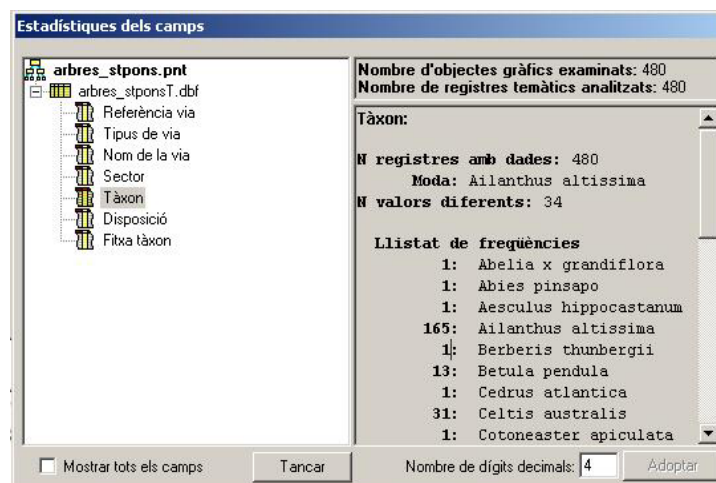 Estadístiques dels camps
arbres_stpons.pnt
arbres_stponsT.dbf
Referència via
Tipus de via
Nom de la via
Sector
Tàxon
Disposició
Fitxa tàxon
Mostrar tots els camps
Tancar
Nombre d'objectes gràfics examinats: 480
Nombre de registres temàtics analitzats: 480
Tàxon:
N registres amb dades: 480
Moda: Ailanthus altissima
N valors diferents: 34
Llistat de freqüències
1: Abelia x grandiflora
1: Abies pinsapo
1: Aesculus hippocastanum
165: Ailanthus altissima
1: Berberis thunbergii
13: Betula pendula
1: Cedrus atlantica
31: Celtis australis
1: Cotoneaster apiculata
Nombre de dígits decimals: 4
Adoptar